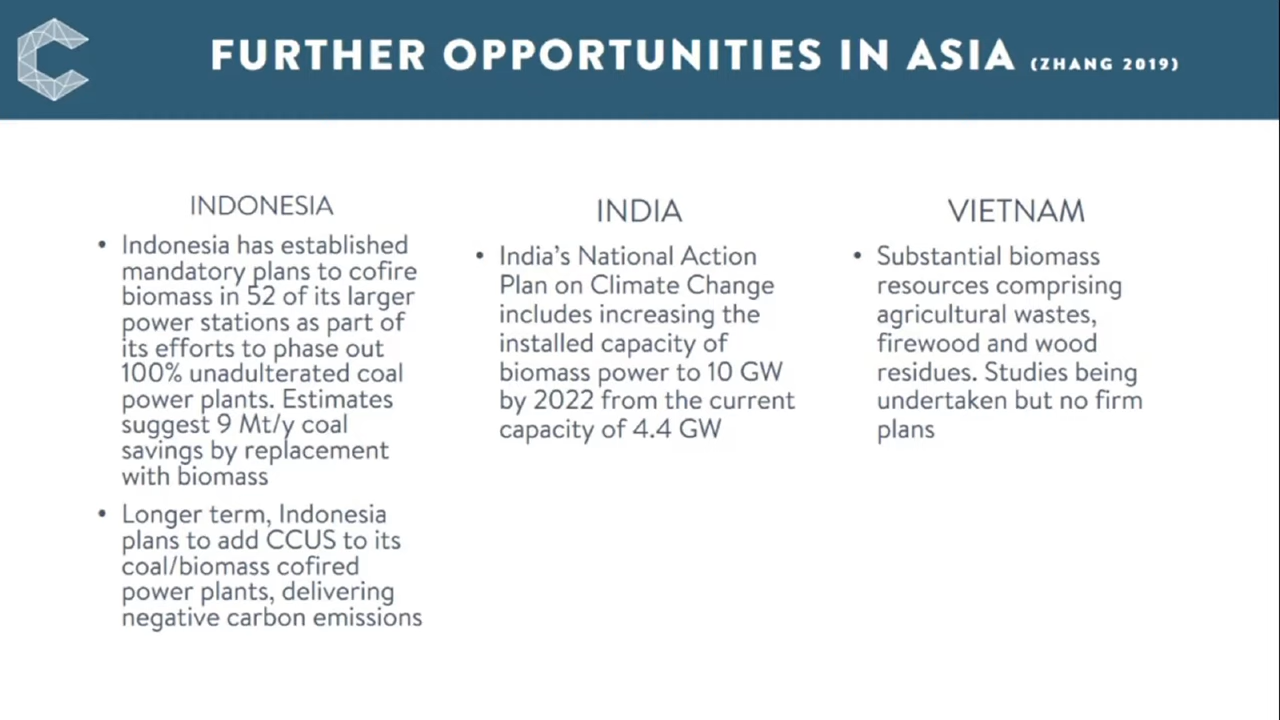 FURTHER OPPORTUNITIES IN ASIA (ZHANG 2019)
INDONESIA
• Indonesia has established
mandatory plans to cofire
biomass in 52 of its larger
power stations as part of
its efforts to phase out
100% unadulterated coal
power plants. Estimates
suggest 9 Mt/y coal
savings by replacement
with biomass
• Longer term, Indonesia
plans to add CCUS to its
coal/biomass cofired
power plants, delivering
negative carbon emissions
INDIA
• India's National Action
Plan on Climate Change
includes increasing the
installed capacity of
biomass power to 10 GW
by 2022 from the current
capacity of 4.4 GW
VIETNAM
• Substantial biomass
resources comprising
agricultural wastes,
firewood and wood
residues. Studies being
undertaken but no firm
plans